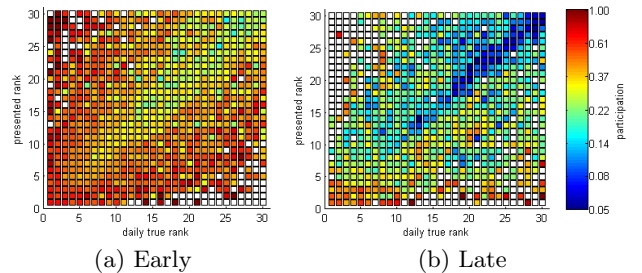 30
25
20
15
10
5
0
presented rank
0 5 10 15 20 25 30
daily true rank
(a) Early
30
25
20
15
10
5
0
presented rank
0 5 10 15 20 25 30
daily true rank
(b) Late
1.00
0.61
0.37
0.22
0.14
0.08
0.05
participation